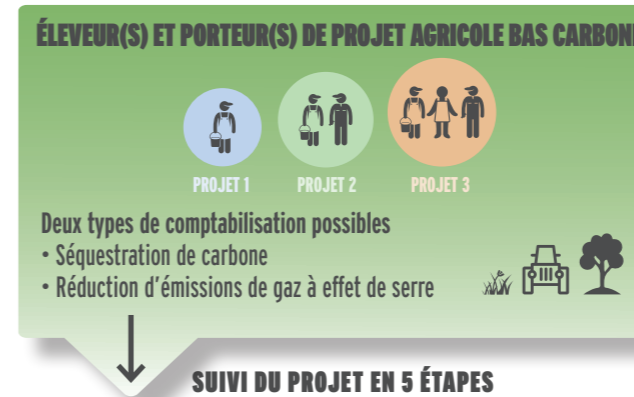 ÉLEVEUR(S) ET PORTEUR(S) DE PROJET AGRICOLE BAS CARBONE
PROJET 1 PROJET 2 PROJET 3
Deux types de comptabilisation possibles
• Séquestration de carbone
• Réduction d'émissions de gaz à effet de serre
SUIVI DU PROJET EN 5 ÉTAPES